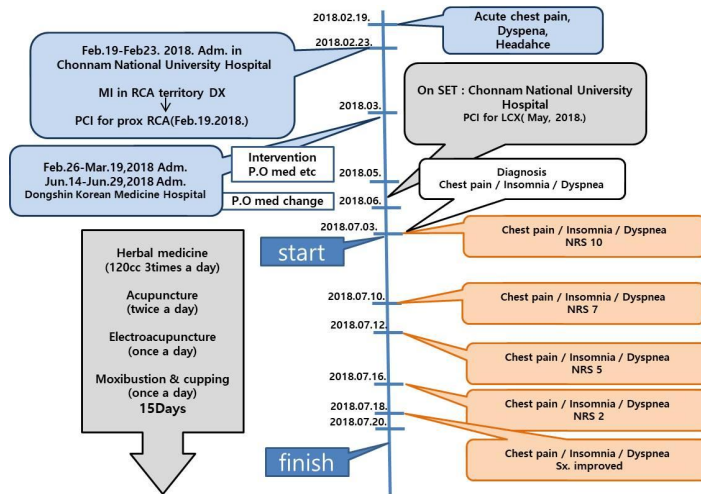 2018.02.19.
Acute chest pain,
Dyspena,
Headahce
2018.02.23.
Feb.19-Feb23. 2018. Adm. in
Chonnam National University
Hospital
MI in RCA territory DX
PCI for prox RCA(Feb.19.2018.)
2018.03.
On SET : Chonnam National University
Hospital
PCI for LCX( May, 2018.)
Feb.26-Mar.19,2018 Adm.
Jun.14-Jun.29,2018 Adm.
Dongshin Korean Medicine Hospital
Intervention
P.O med etc
2018.05.
Diagnosis
Chest pain / Insomnia / Dyspnea
P.O med change
2018.06.
2018.07.03.
start
Chest pain / Insomnia / Dyspnea
NRS 10
Herbal medicine
(120cc 3times a day)
Acupuncture
(twice a day)
Electroacupuncture
(once a day)
Moxibustion & cupping
(once a day)
15Days
2018.07.10.
Chest pain / Insomnia / Dyspnea
NRS 7
2018.07.12.
Chest pain / Insomnia / Dyspnea
NRS 5
2018.07.16.
Chest pain / Insomnia / Dyspnea
NRS 2
2018.07.18.
2018.07.20.
Chest pain / Insomnia / Dyspnea
Sx. improved
finish